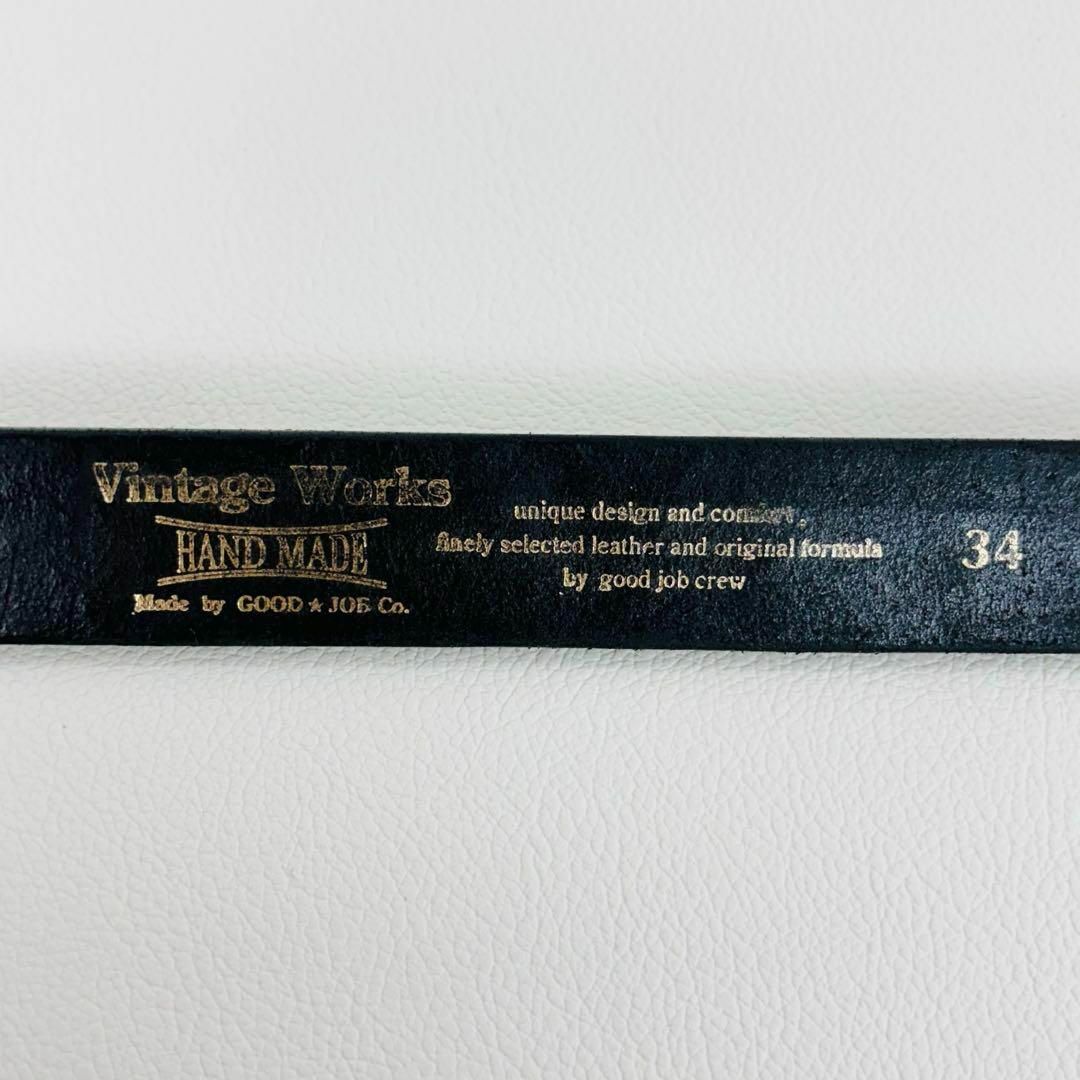 Vintage Works
HAND MADE
Made by GOOD ★ JOB Co.
unique design and comfort,
finely selected leather and original formula
by good job crew
34